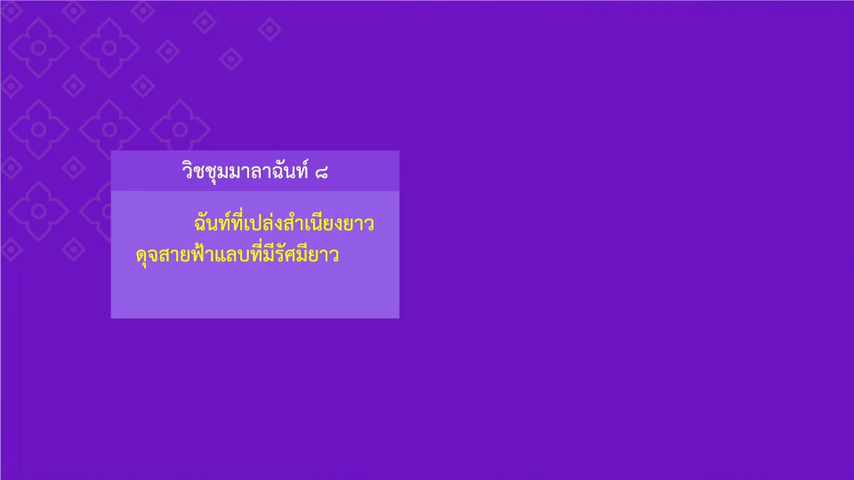 วิชชุมมาลาฉันท์ ๘
ฉันท์ที่เปล่งสำเนียงยาว
ดุจสายฟ้าแลบที่มีรัศมียาว